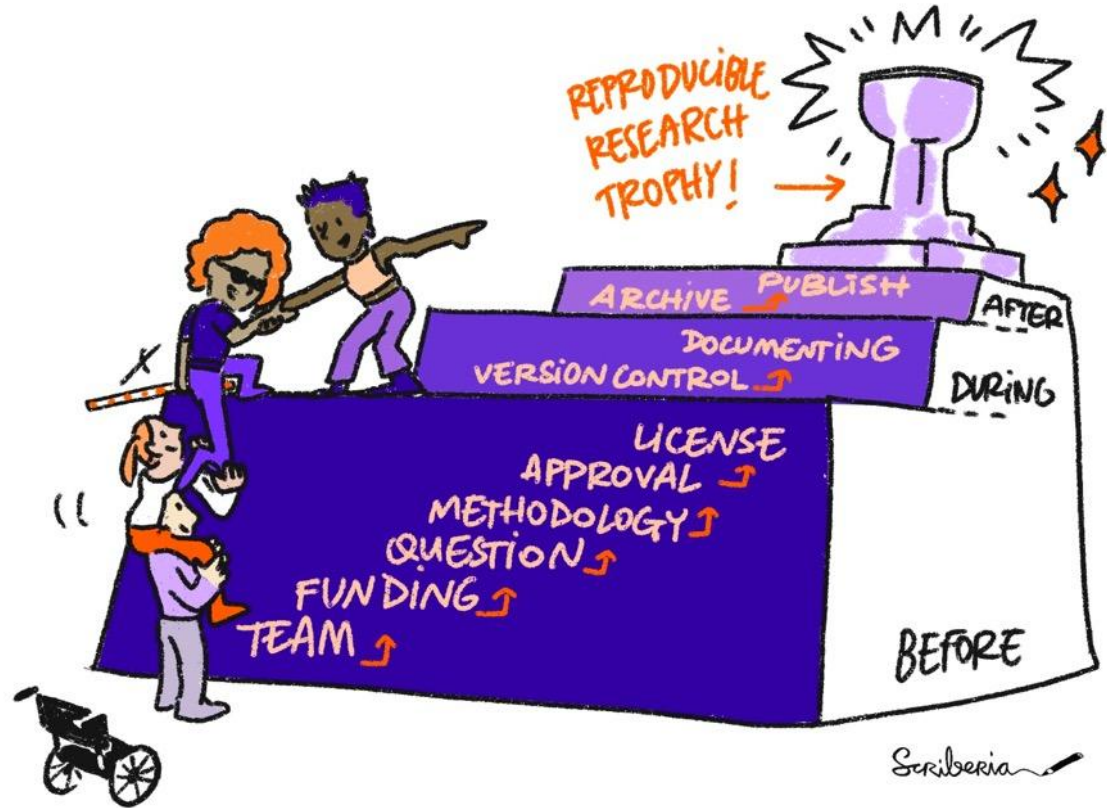 REPRODUCIBLE
RESEARCH
TROPHY!
PUBLISH
ARCHIVE
AFTER
DOCUMENTING
VERSION CONTROL
DURING
LICENSE
APPROVAL
METHODOLOGY
QUESTION
FUNDING
TEAM
BEFORE
Scriberia